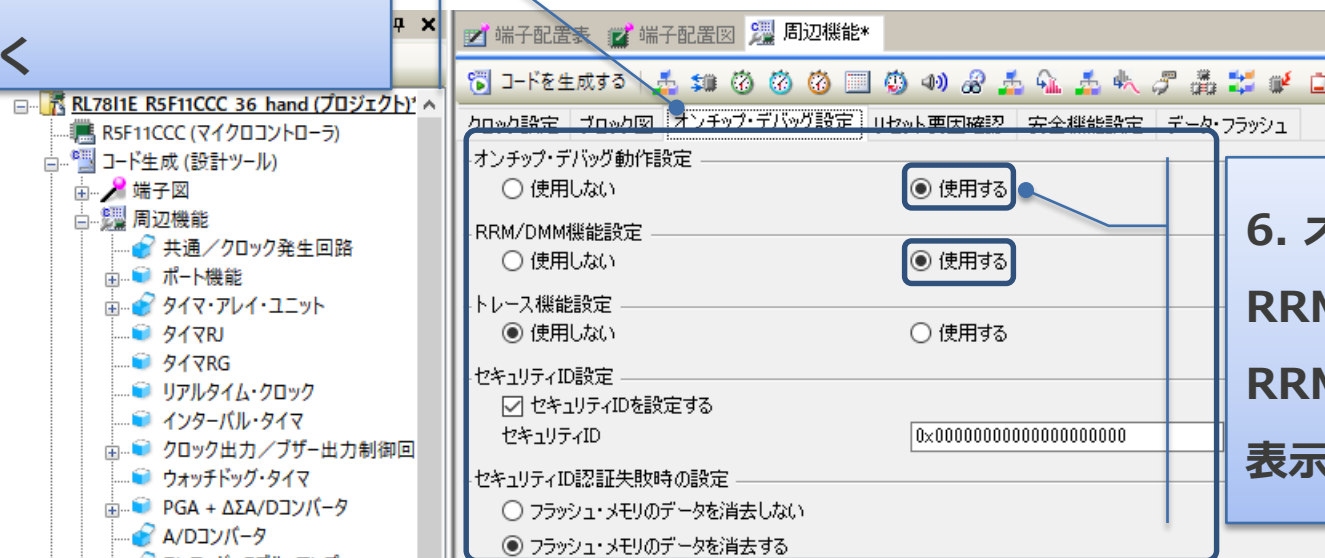 く
端子配置表 端子配置図 周辺機能*
コードを生成する
RL78I1E_R5F11CCC_36_hand (プロジェクト)*
R5F11CCC (マイクロコントローラ)
コード生成 (設計ツール)
端子図
周辺機能
共通／クロック発生回路
ポート機能
タイマ・アレイ・ユニット
タイマRJ
タイマRG
リアルタイム・クロック
インターバル・タイマ
クロック出力／ブザー出力制御回
ウォッチドッグ・タイマ
PGA + ΔΣA/Dコンバータ
A/Dコンバータ
クロック設定 ブロック図 オンチップ・デバッグ設定 リセット要因確認 安全機能設定 データ・フラッシュ
オンチップ・デバッグ動作設定
使用しない 使用する
RRM/DMM機能設定
使用しない 使用する
トレース機能設定
使用しない 使用する
セキュリティID設定
セキュリティIDを設定する
セキュリティID 0x00000000000000000000
セキュリティID認証失敗時の設定
フラッシュ・メモリのデータを消去しない
フラッシュ・メモリのデータを消去する
6.
RRM
RRM
表示